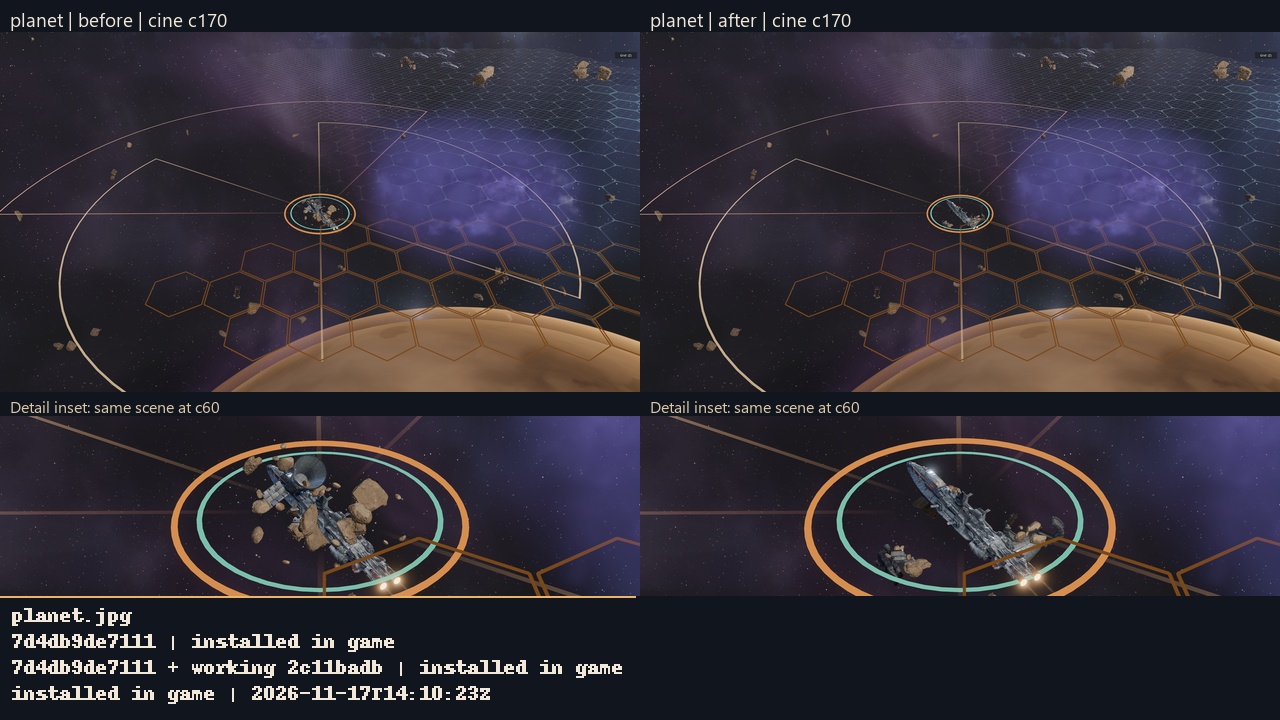 planet | before | cine c170
planet | after | cine c170
Detail inset: same scene at c60
Detail inset: same scene at c60
planet.jpg
7d4db9de7111 | installed in game
7d4db9de7111 + working 2c11badb | installed in game
installed in game | 2026-11-17T14:10:23Z